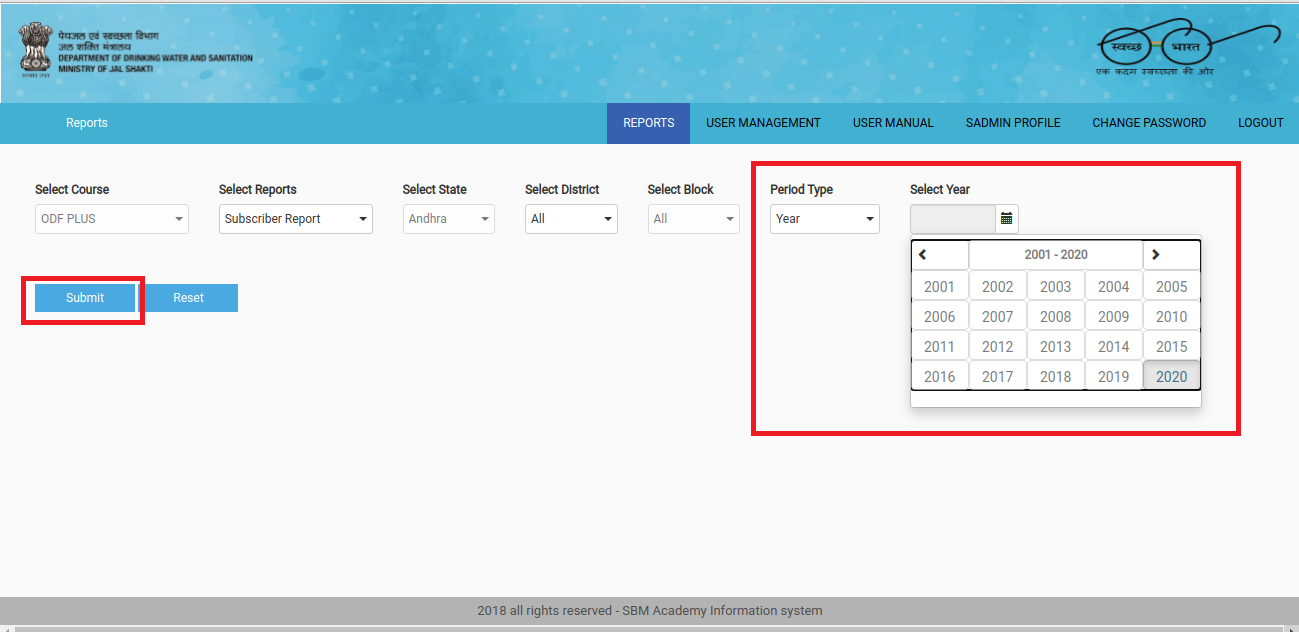 पेयजल एवं स्वच्छता विभाग
जल शक्ति मंत्रालय
DEPARTMENT OF DRINKING WATER AND SANITATION
MINISTRY OF JAL SHAKTI
स्वच्छ भारत
एक कदम स्वच्छता की ओर
Reports REPORTS USER MANAGEMENT USER MANUAL SADMIN PROFILE CHANGE PASSWORD LOGOUT
Select Course Select Reports Select State Select District Select Block Period Type Select Year
ODF PLUS Subscriber Report Andhra All All Year
2001 - 2020
2001 2002 2003 2004 2005
2006 2007 2008 2009 2010
2011 2012 2013 2014 2015
2016 2017 2018 2019 2020
Submit Reset
2018 all rights reserved - SBM Academy Information system